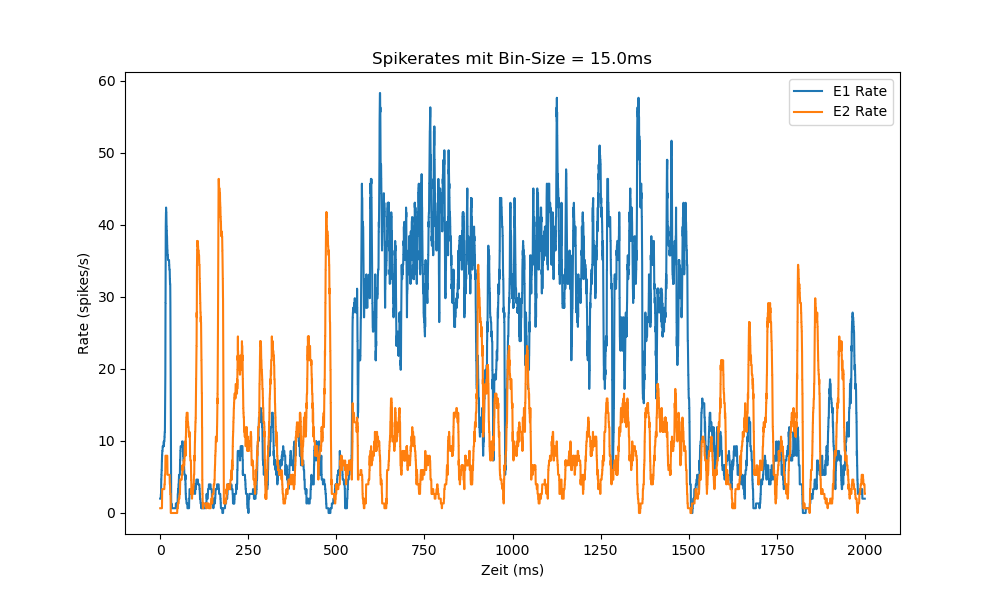 Spikerates mit Bin-Size = 15.0ms
E1 Rate
E2 Rate
60
50
40
30
20
10
0
Rate (spikes/s)
0 250 500 750 1000 1250 1500 1750 2000
Zeit (ms)